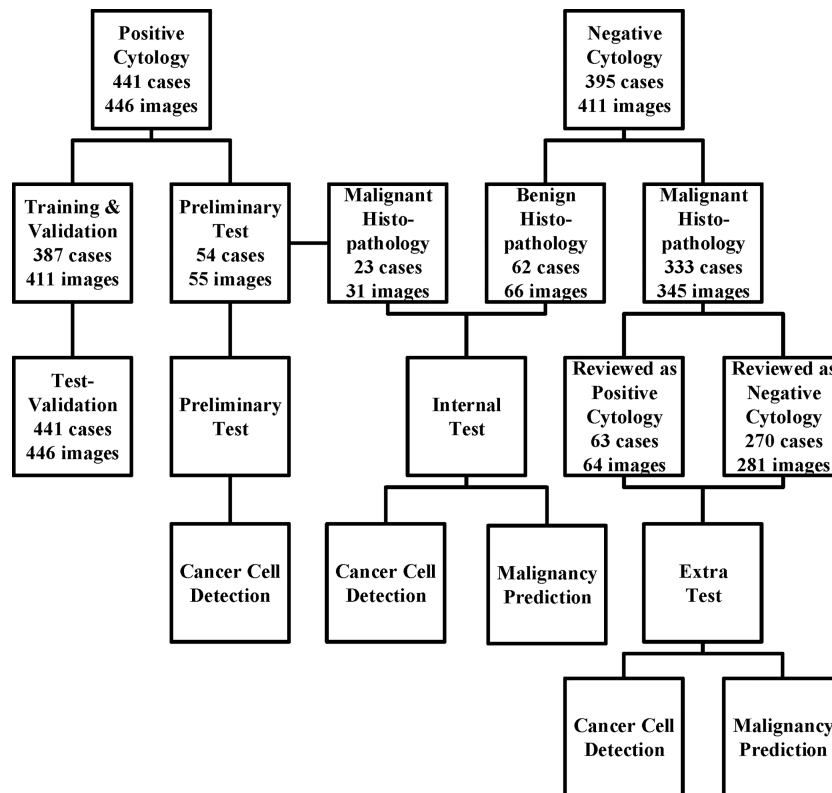 Positive
Cytology
441 cases
446 images
Negative
Cytology
395 cases
411 images
Training &
Validation
387 cases
411 images
Preliminary
Test
54 cases
55 images
Malignant
Histo-
pathology
23 cases
31 images
Benign
Histo-
pathology
62 cases
66 images
Malignant
Histo-
pathology
333 cases
345 images
Test-
Validation
441 cases
446 images
Preliminary
Test
Internal
Test
Reviewed as
Positive
Cytology
63 cases
64 images
Reviewed as
Negative
Cytology
270 cases
281 images
Cancer Cell
Detection
Cancer Cell
Detection
Malignancy
Prediction
Extra
Test
Cancer Cell
Detection
Malignancy
Prediction